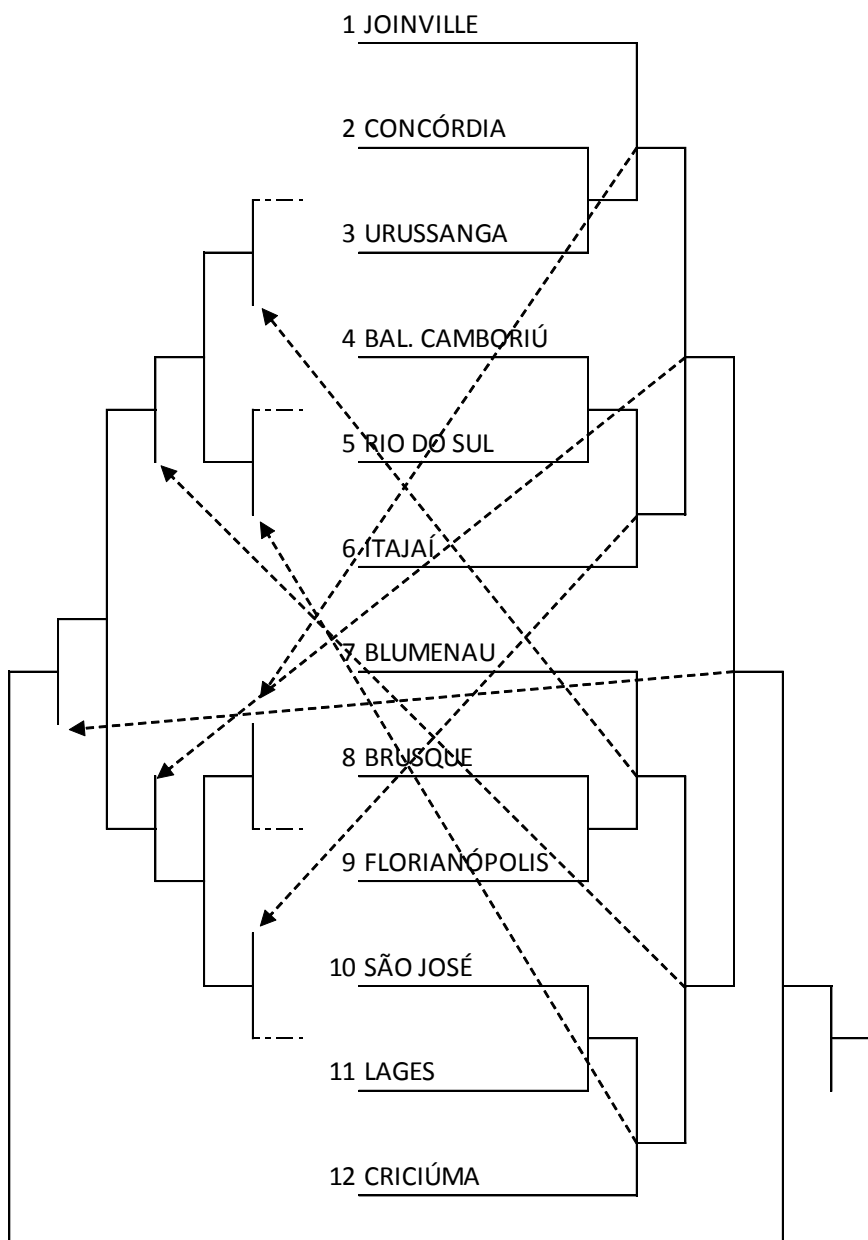 1 JOINVILLE
2 CONCÓRDIA
3 URUSSANGA
4 BAL. CAMBORIÚ
5 RIO DO SUL
6 ITAJAÍ
7 BLUMENAU
8 BRUSQUE
9 FLORIANÓPOLIS
10 SÃO JOSÉ
11 LAGES
12 CRICIÚMA